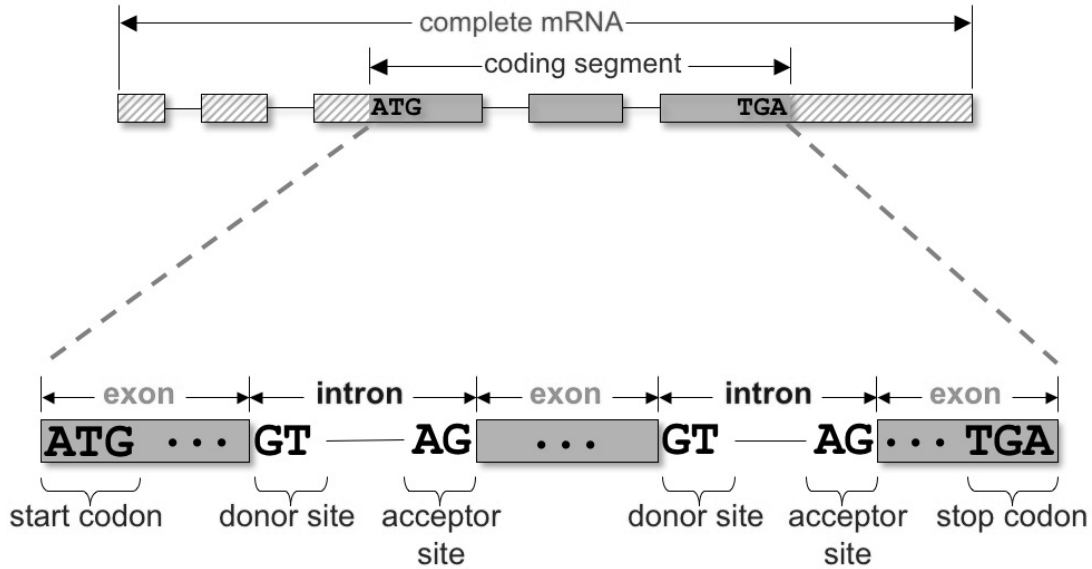 complete mRNA
coding segment
ATG TGA
exon intron exon intron exon
ATG ••• GT AG ••• GT AG ••• TGA
start codon donor site acceptor site donor site acceptor site stop codon